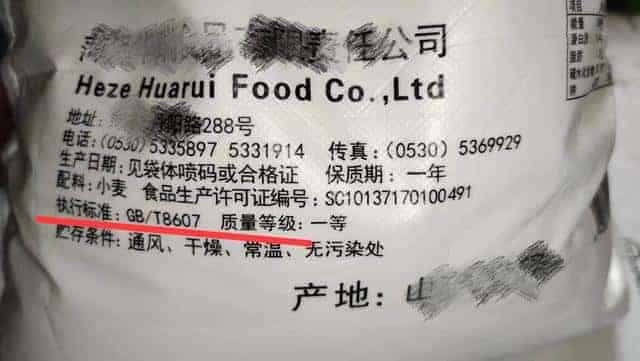 任公司
Heze Huarui Food Co.,Ltd
地址: 阳路288号
电话: (0530) 5335897 5331914 传真: (0530) 5369929
生产日期: 见袋体喷码或合格证 保质期: 一年
配料: 小麦 食品生产许可证编号: SC10137170100491
执行标准: GB/T8607 质量等级: 一等
贮存条件: 通风、干燥、常温、无污染处
产地: 山
项目